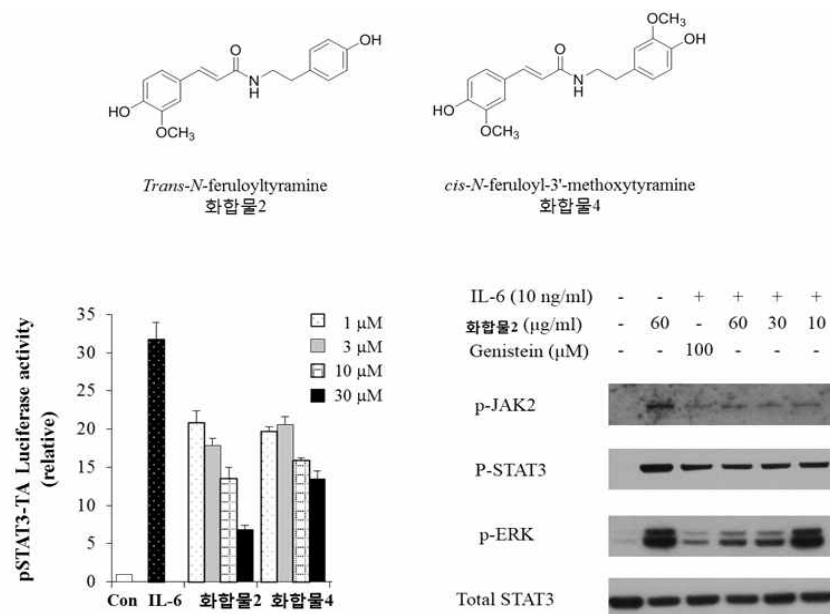 O
OH
N
H
HO
OCH3
Trans-N-feruloyltyramine
화합물2
OCH3
O
OH
N
H
HO
OCH3
cis-N-feruloyl-3'-methoxytyramine
화합물4
pSTAT3-TA Luciferase activity
(relative)
35
30
25
20
15
10
5
0
1 μM
3 μM
10 μM
30 μM
Con IL-6 화합물2 화합물4
IL-6 (10 ng/ml) - - + + + +
화합물2 (μg/ml) - 60 - 60 30 10
Genistein (μM) - - 100 - - -
p-JAK2
P-STAT3
p-ERK
Total STAT3